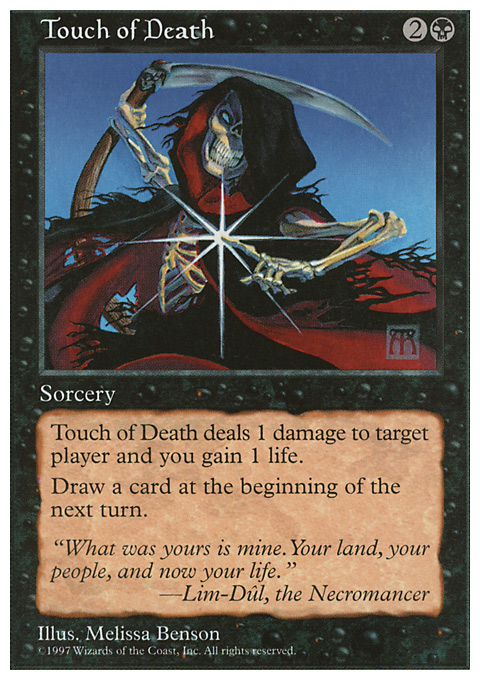 Touch of Death 2
Sorcery
Touch of Death deals 1 damage to target
player and you gain 1 life.
Draw a card at the beginning of the
next turn.
“What was yours is mine. Your land, your
people, and now your life.”
—Lim-Dûl, the Necromancer
Illus. Melissa Benson
©1997 Wizards of the Coast, Inc. All rights reserved.